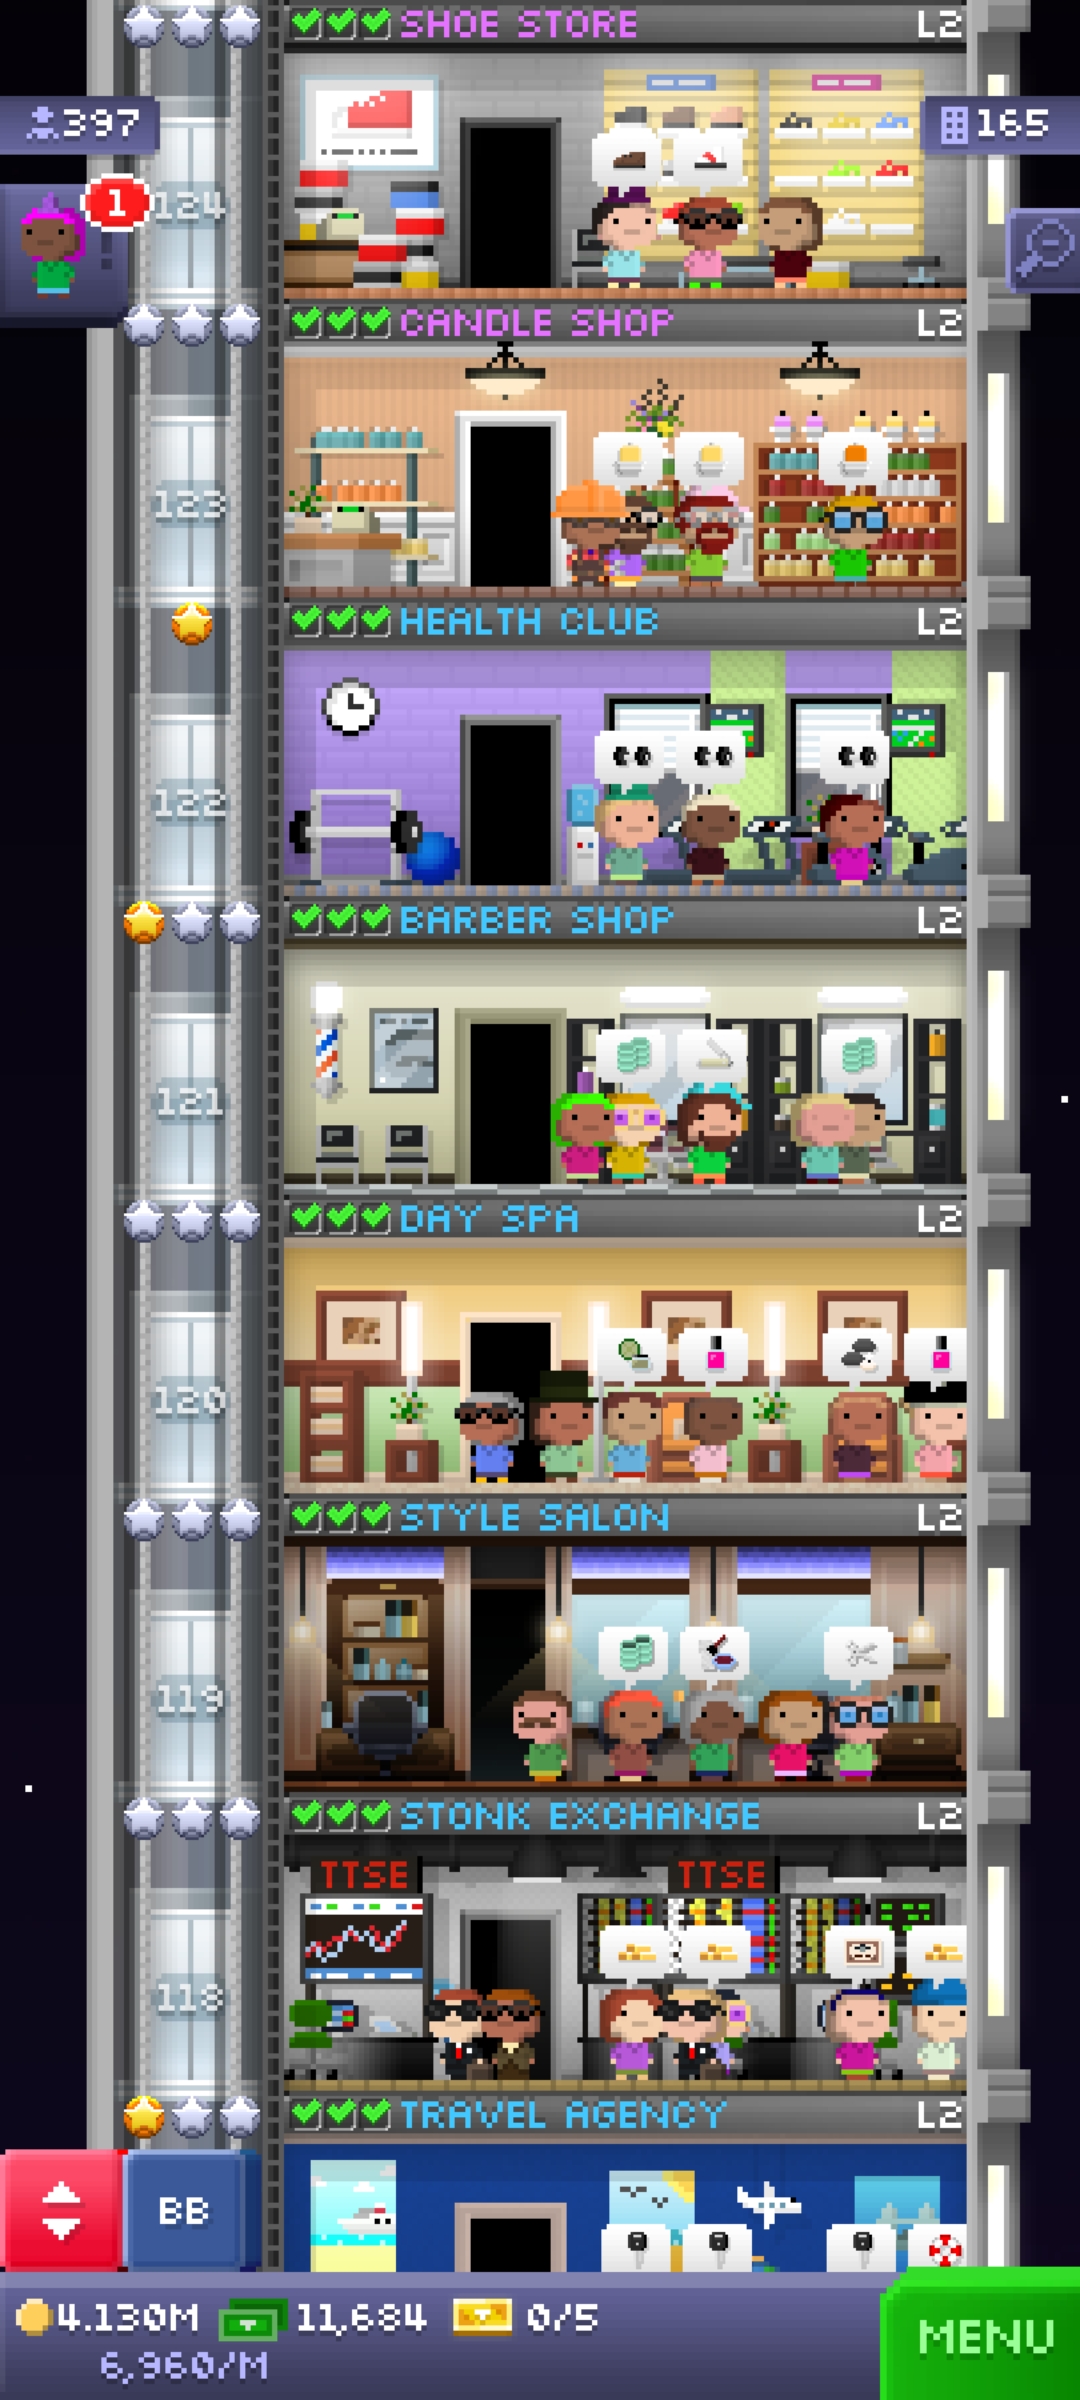 SHOE STORE L2
397
165
1
124
CANDLE SHOP L2
123
HEALTH CLUB L2
122
BARBER SHOP L2
121
DAY SPA L2
120
STYLE SALON L2
119
STONK EXCHANGE L2
TTSE TTSE
118
TRAVEL AGENCY L2
BB
4.130M 11,684 0/5
6,960/M
MENU